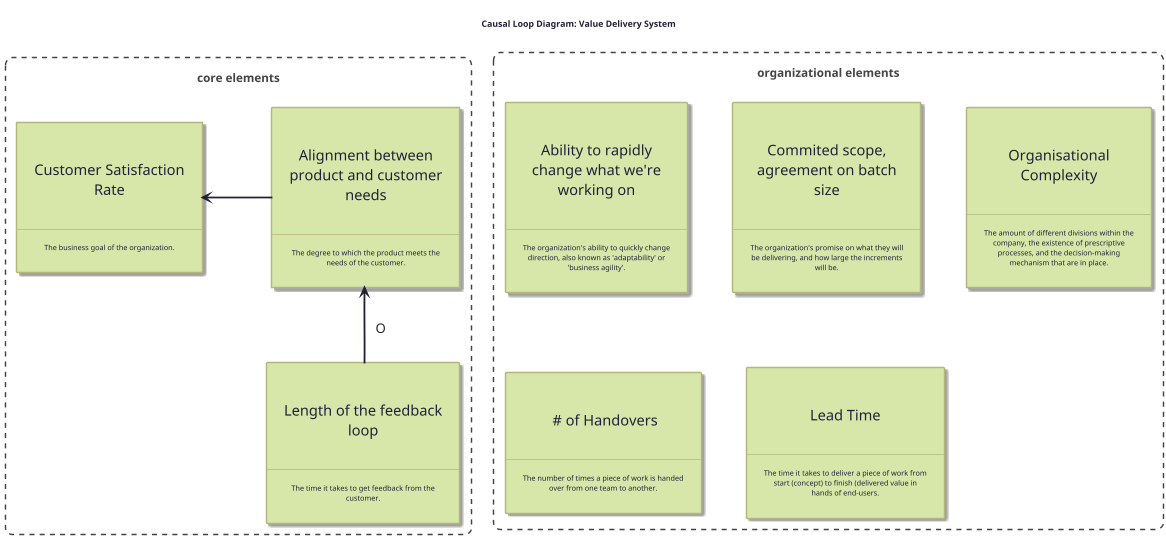 Causal Loop Diagram: Value Delivery System
core elements
Customer Satisfaction
Rate
The business goal of the organization.
Alignment between
product and customer
needs
The degree to which the product meets the
needs of the customer.
O
Length of the feedback
loop
The time it takes to get feedback from the
customer.
organizational elements
Ability to rapidly
change what we're
working on
The organization's ability to quickly change
direction, also known as 'adaptability' or
'business agility'.
Commited scope,
agreement on batch
size
The organization's promise on what they will
be delivering, and how large the increments
will be.
Organisational
Complexity
The amount of different divisions within the
company, the existence of prescriptive
processes, and the decision-making
mechanism that are in place.
# of Handovers
The number of times a piece of work is handed
over from one team to another.
Lead Time
The time it takes to deliver a piece of work from
start (concept) to finish (delivered value in
hands of end-users.